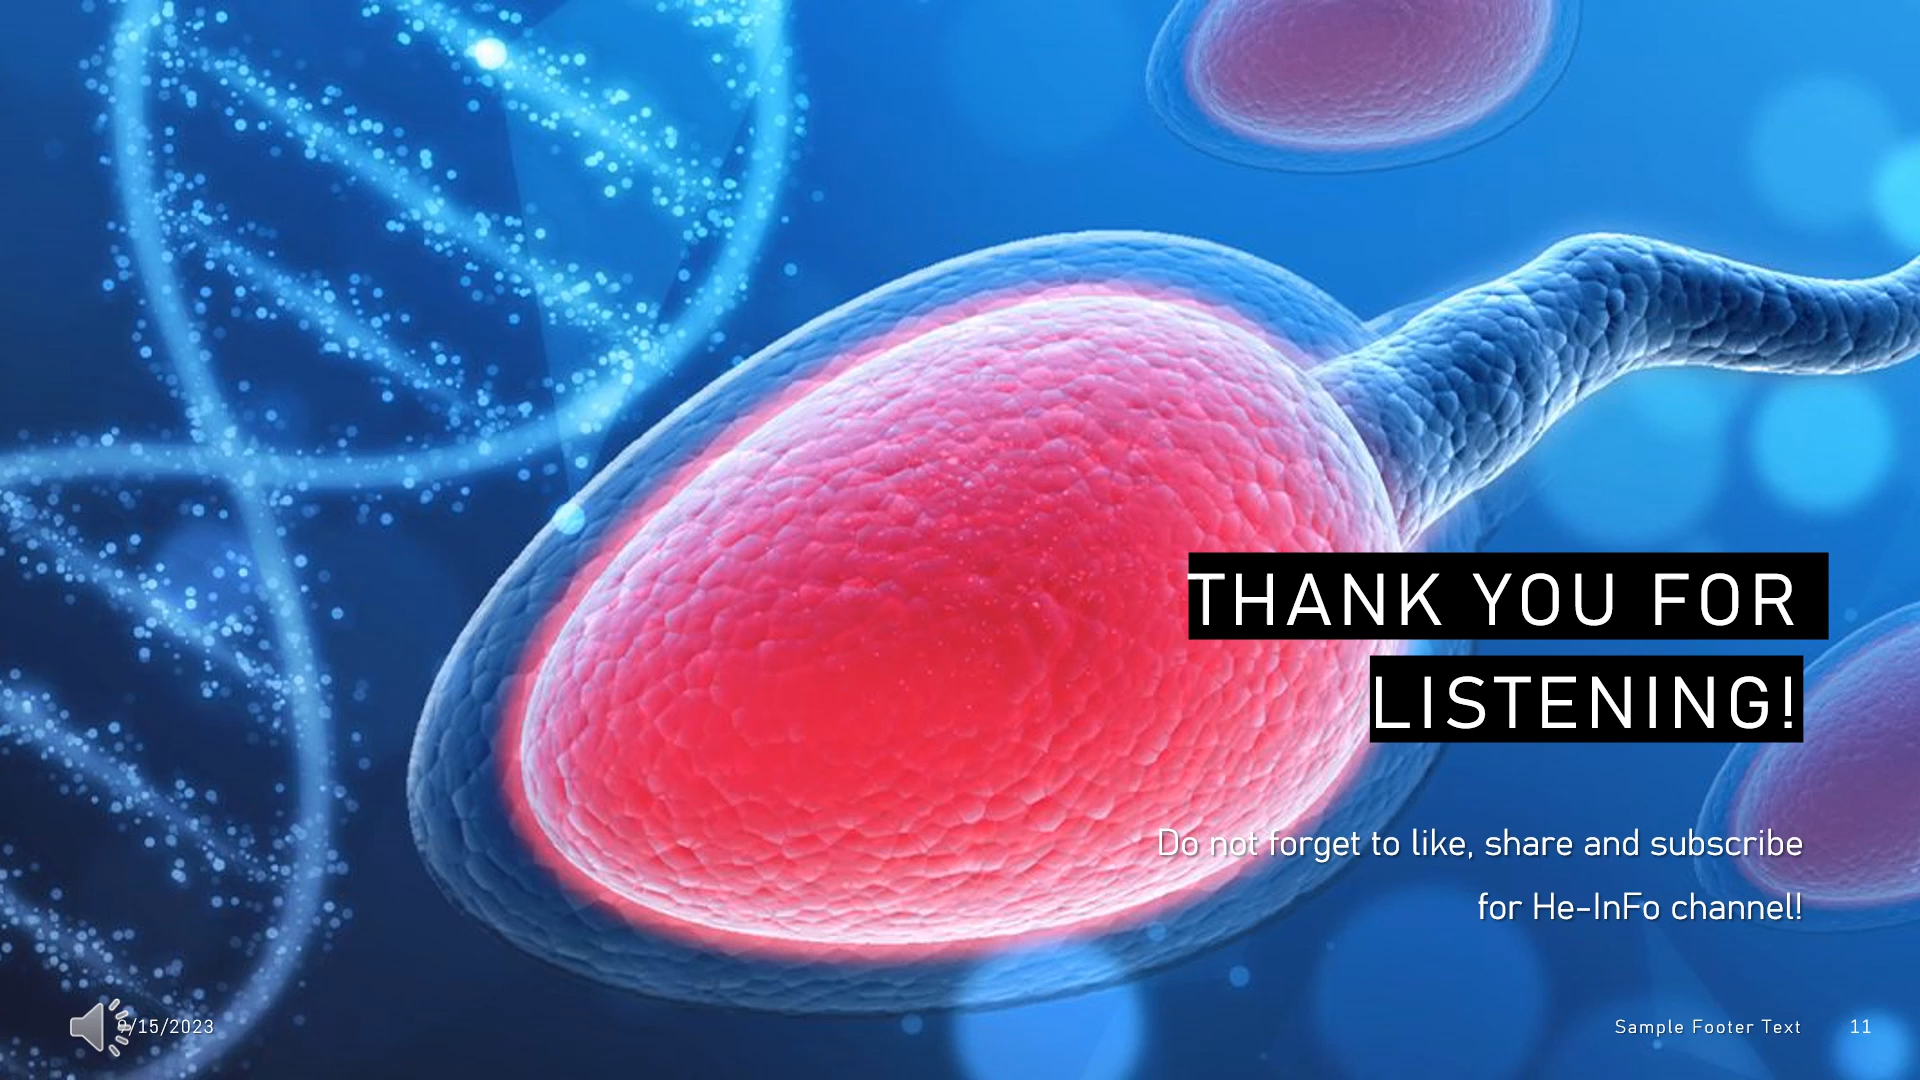 THANK YOU FOR
LISTENING!
Do not forget to like, share and subscribe
for He-InFo channel!
/15/2023
Sample Footer Text
11